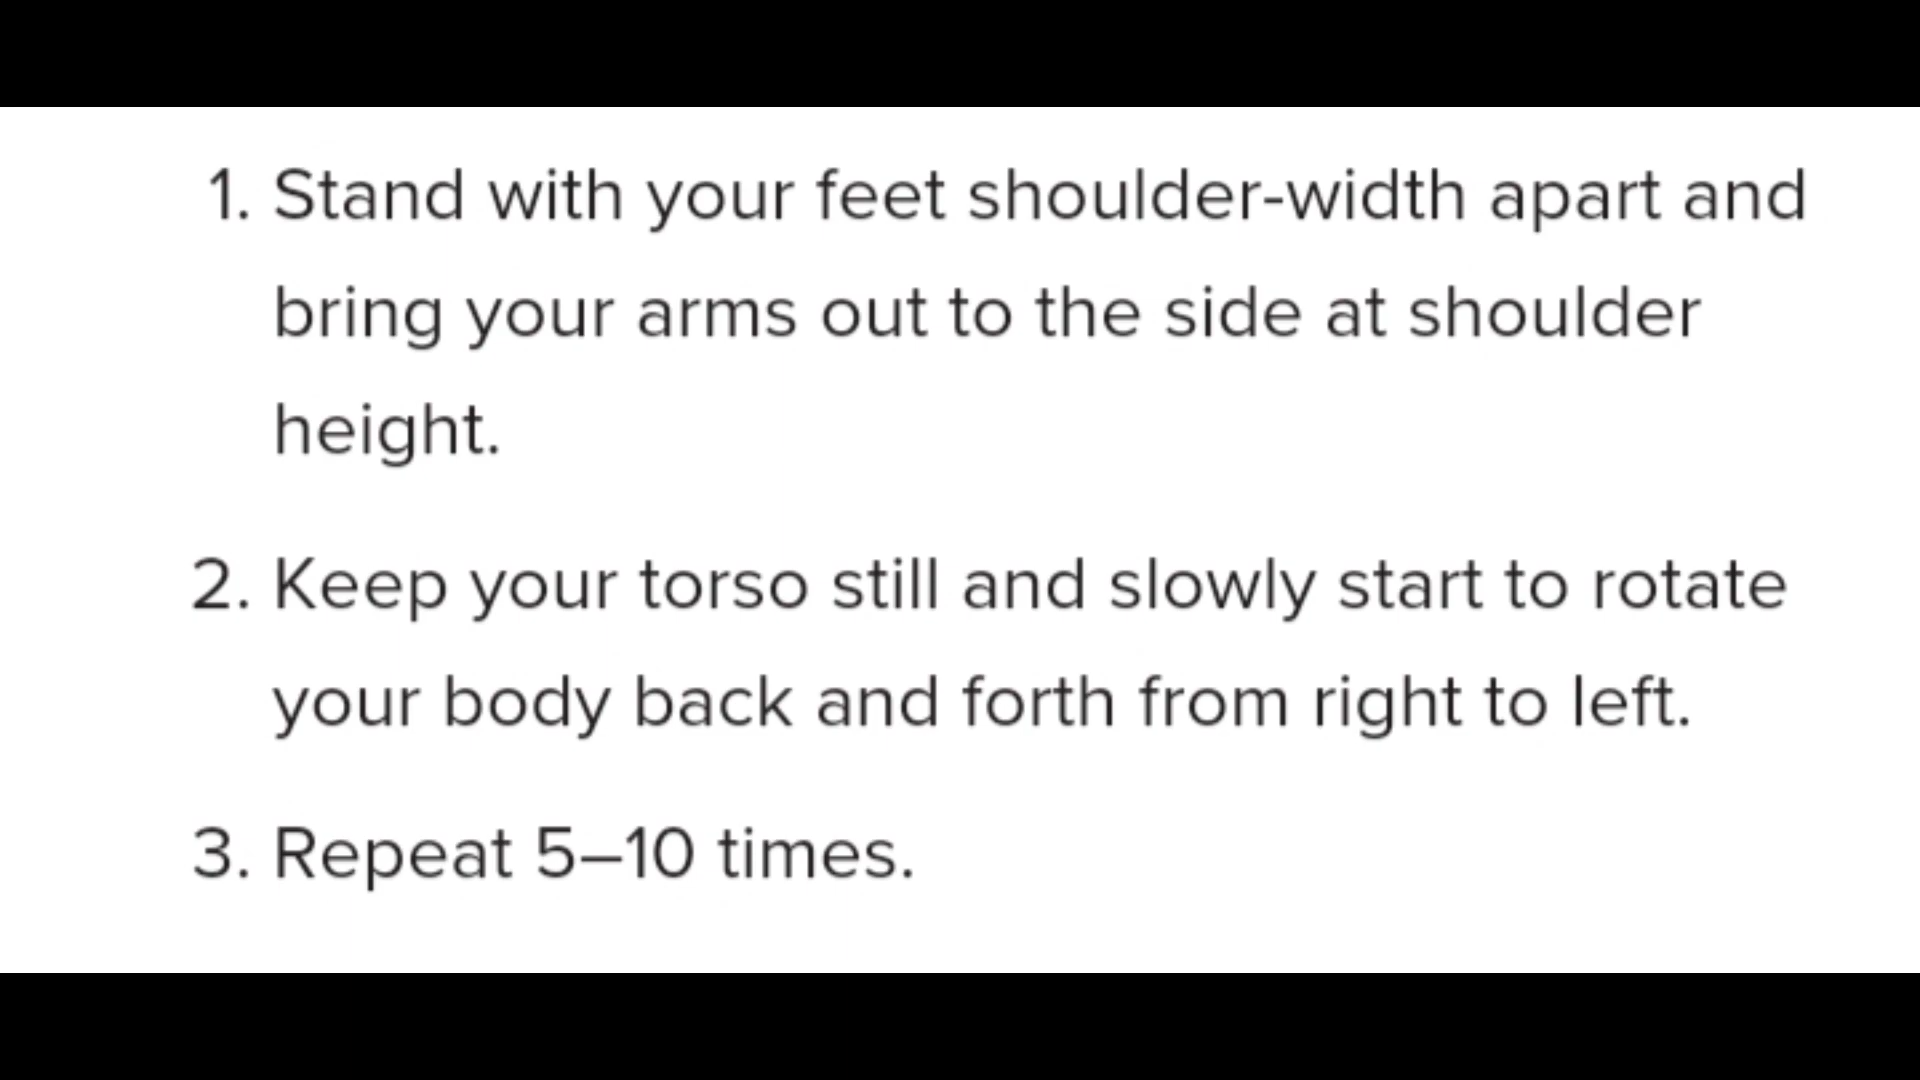 1. Stand with your feet shoulder-width apart and
bring your arms out to the side at shoulder
height.
2. Keep your torso still and slowly start to rotate
your body back and forth from right to left.
3. Repeat 5–10 times.